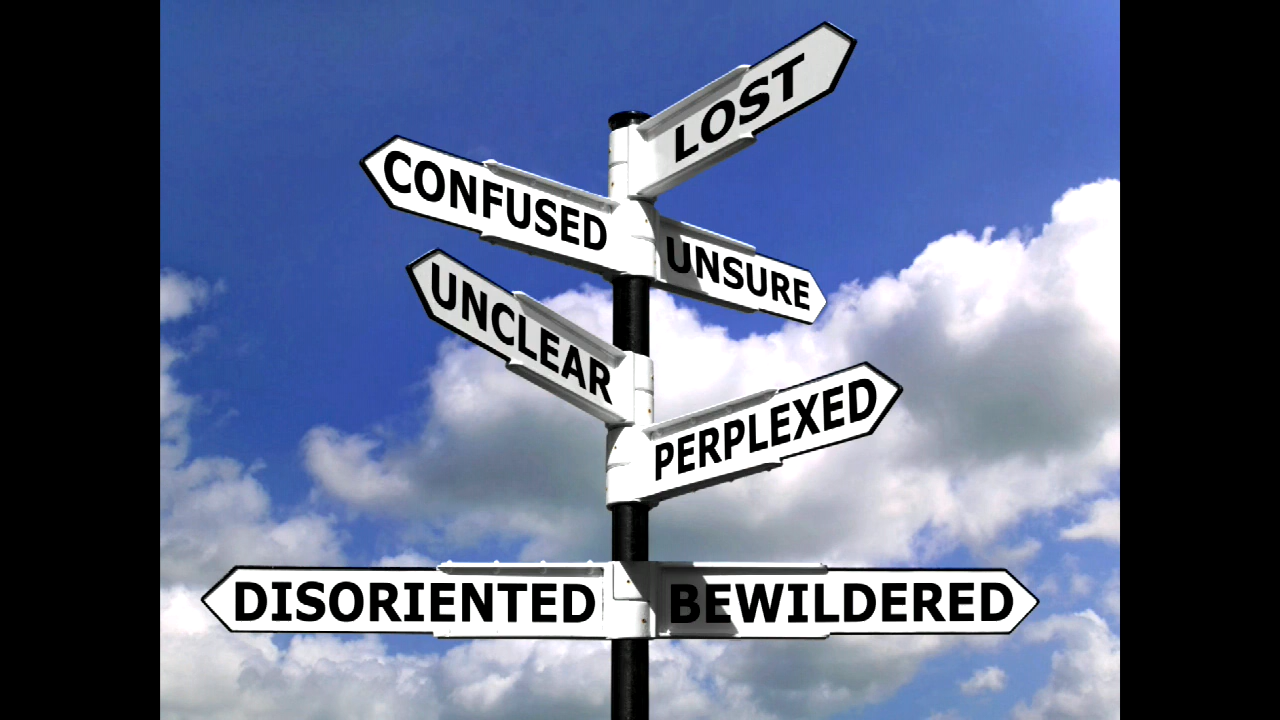 LOST
CONFUSED
UNSURE
UNCLEAR
PERPLEXED
DISORIENTED
BEWILDERED